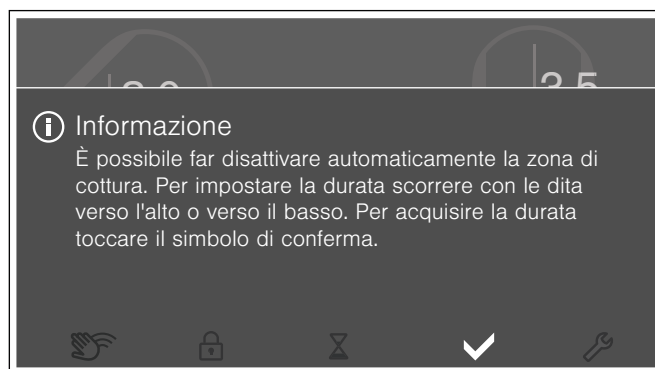 Informazione
È possibile far disattivare automaticamente la zona di
cottura. Per impostare la durata scorrere con le dita
verso l'alto o verso il basso. Per acquisire la durata
toccare il simbolo di conferma.